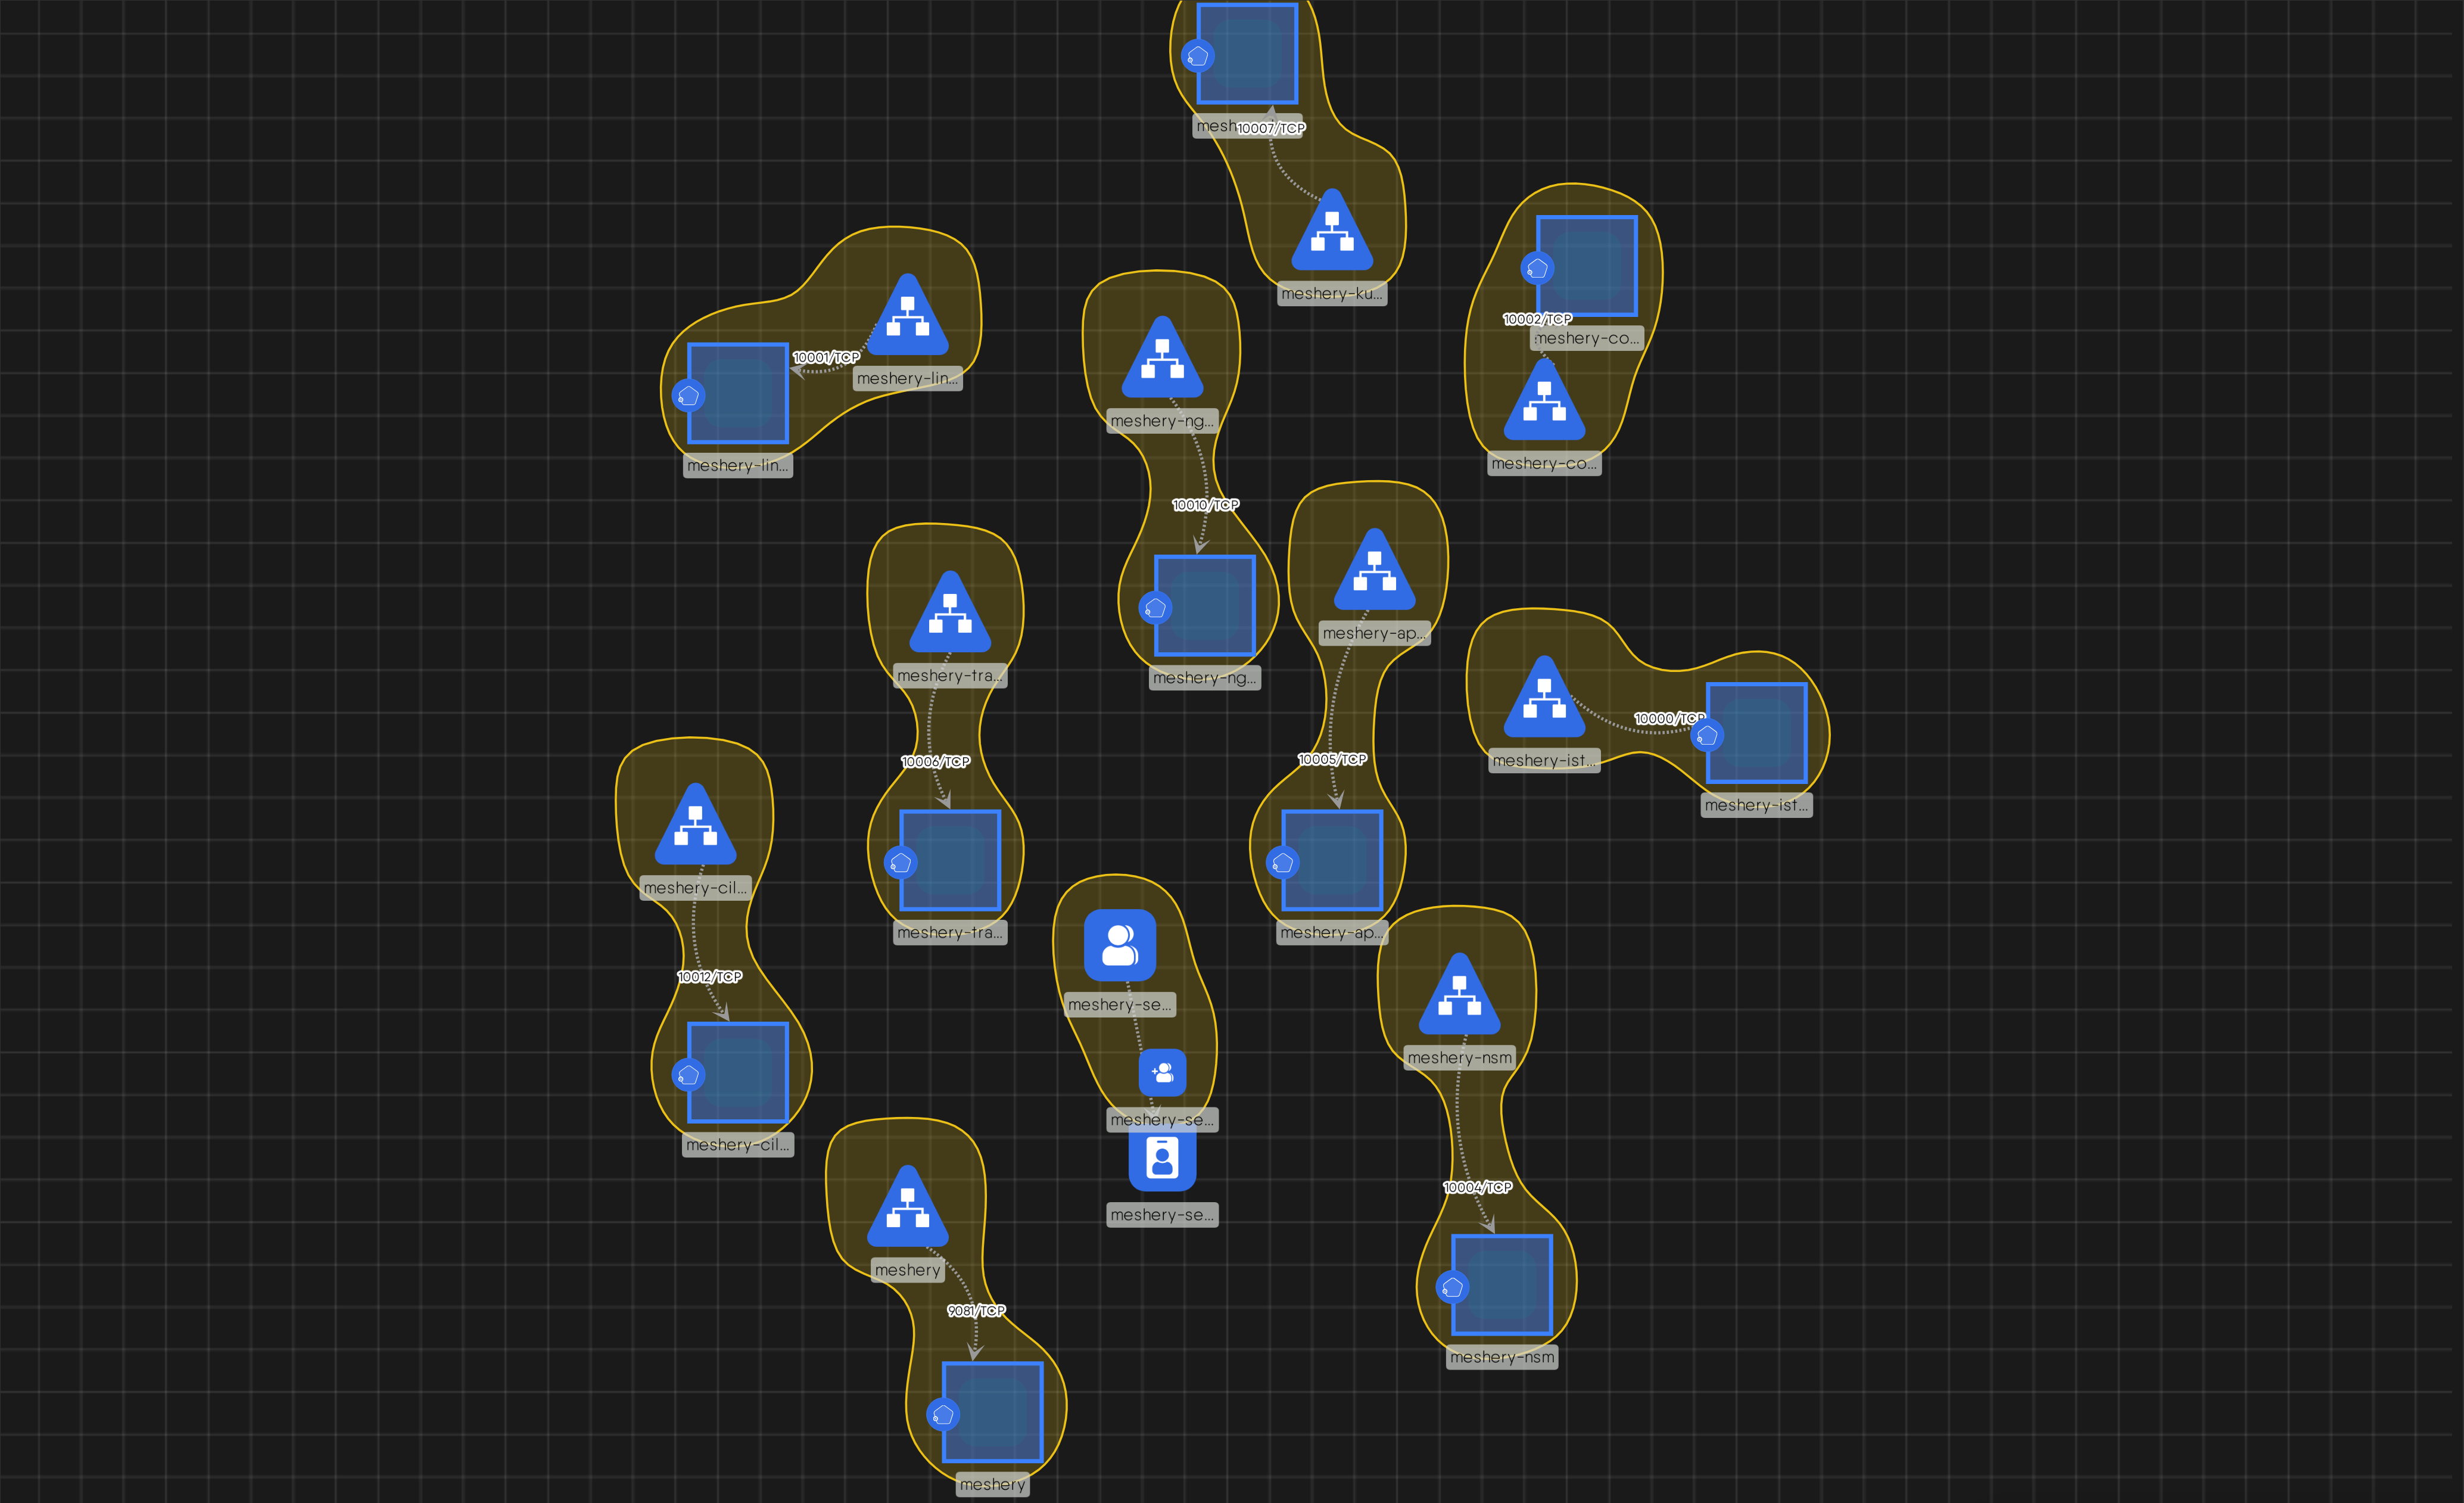 10007/TCP
meshery-ku...
10002/TCP
meshery-co...
meshery-co...
10001/TCP
meshery-lin...
meshery-lin...
meshery-ng...
10010/TCP
meshery-ng...
meshery-ap...
10005/TCP
meshery-ap...
meshery-tra...
10006/TCP
meshery-tra...
meshery-ist...
10000/TCP
meshery-ist...
meshery-cil...
10012/TCP
meshery-cil...
meshery-se...
meshery-se...
meshery-se...
meshery-nsm
10004/TCP
meshery-nsm
meshery
9081/TCP
meshery